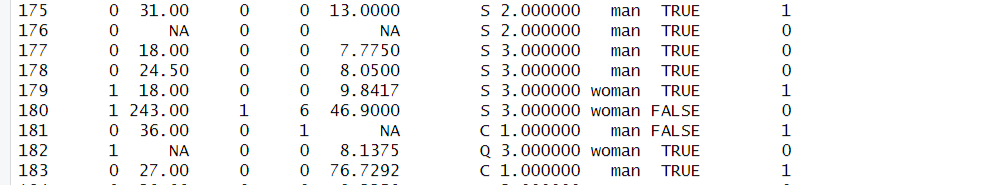 175 0 31.00 0 0 13.0000 S 2.000000 man TRUE 1
176 0 NA 0 0 NA S 2.000000 man TRUE 0
177 0 18.00 0 0 7.7750 S 3.000000 man TRUE 0
178 0 24.50 0 0 8.0500 S 3.000000 man TRUE 0
179 1 18.00 0 0 9.8417 S 3.000000 woman TRUE 1
180 1 243.00 1 6 46.9000 S 3.000000 woman FALSE 0
181 0 36.00 0 1 NA C 1.000000 man FALSE 1
182 1 NA 0 0 8.1375 Q 3.000000 woman TRUE 0
183 0 27.00 0 0 76.7292 C 1.000000 man TRUE 1